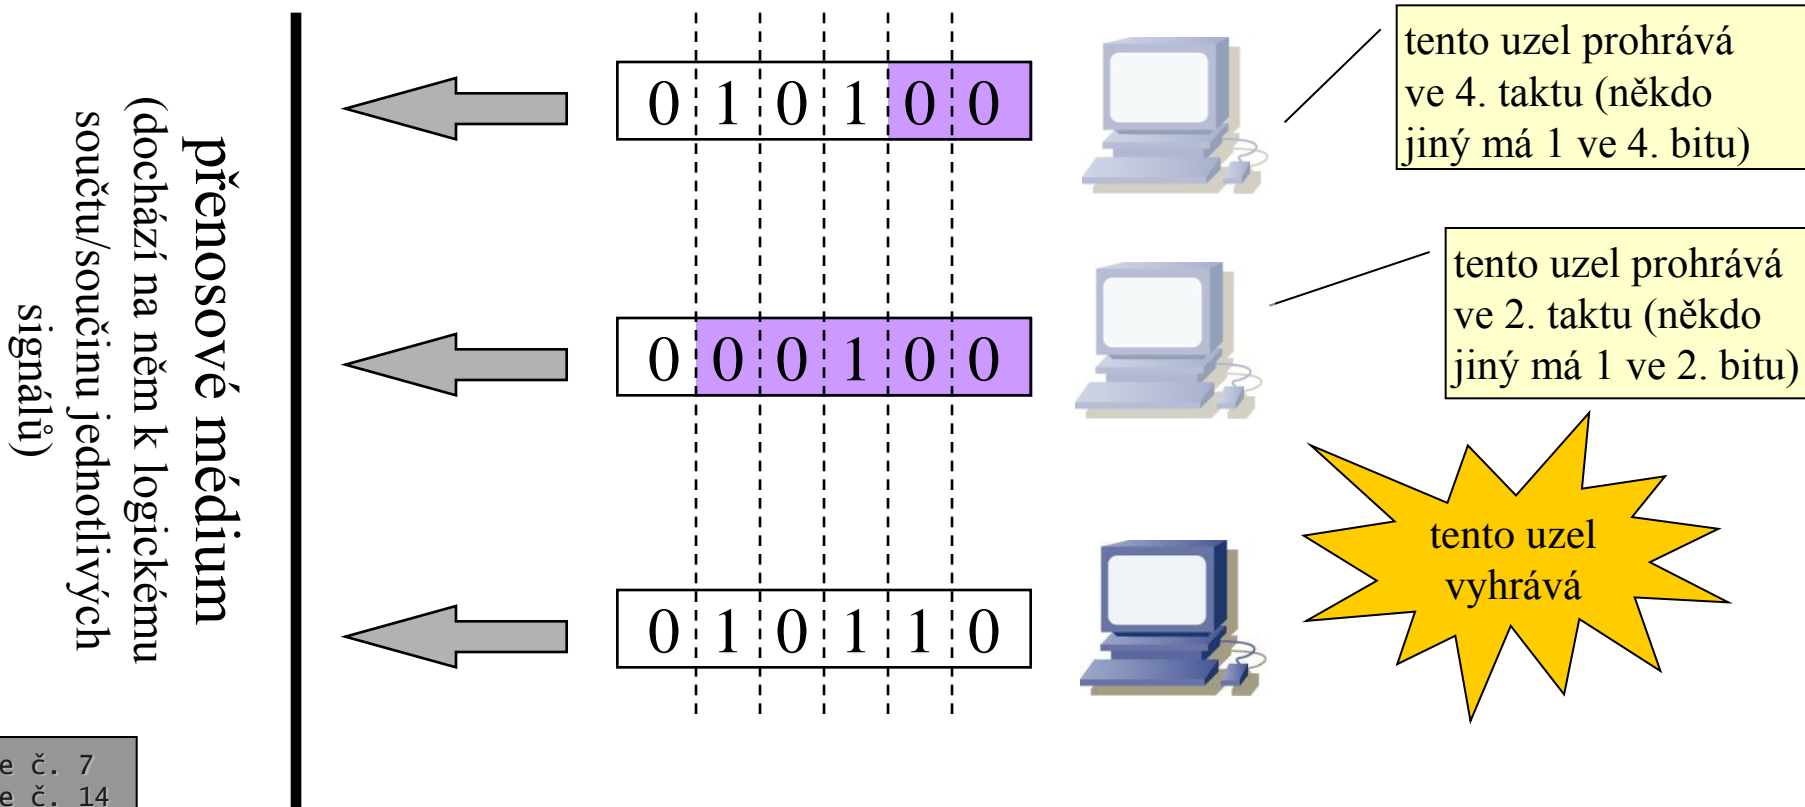 přenosové médium
(dochází na něm k logickému
součtu/součinu jednotlivých
signálů)
0 1 0 1 0 0
tento uzel prohrává
ve 4. taktu (někdo
jiný má 1 ve 4. bitu)
0 0 0 1 0 0
tento uzel prohrává
ve 2. taktu (někdo
jiný má 1 ve 2. bitu)
0 1 0 1 1 0
tento uzel
vyhrává
e č. 7
e č. 14